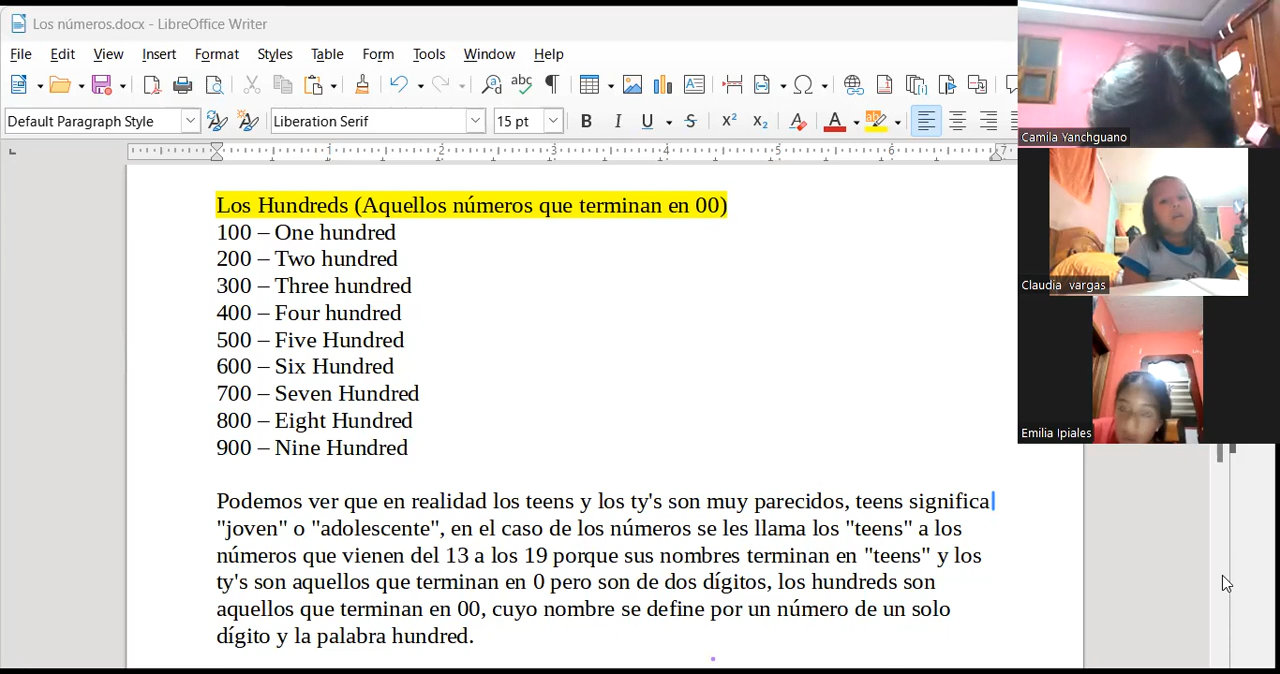 Los números.docx - LibreOffice Writer
File Edit View Insert Format Styles Table Form Tools Window Help
Default Paragraph Style Liberation Serif 15 pt
1 2 3 4 5 6 7
Los Hundreds (Aquellos números que terminan en 00)
100 – One hundred
200 – Two hundred
300 – Three hundred
400 – Four hundred
500 – Five Hundred
600 – Six Hundred
700 – Seven Hundred
800 – Eight Hundred
900 – Nine Hundred
Podemos ver que en realidad los teens y los ty's son muy parecidos, teens significa
"joven" o "adolescente", en el caso de los números se les llama los "teens" a los
números que vienen del 13 a los 19 porque sus nombres terminan en "teens" y los
ty's son aquellos que terminan en 0 pero son de dos dígitos, los hundreds son
aquellos que terminan en 00, cuyo nombre se define por un número de un solo
dígito y la palabra hundred.
Camila Yanchguano
Claudia vargas
Emilia Ipiales